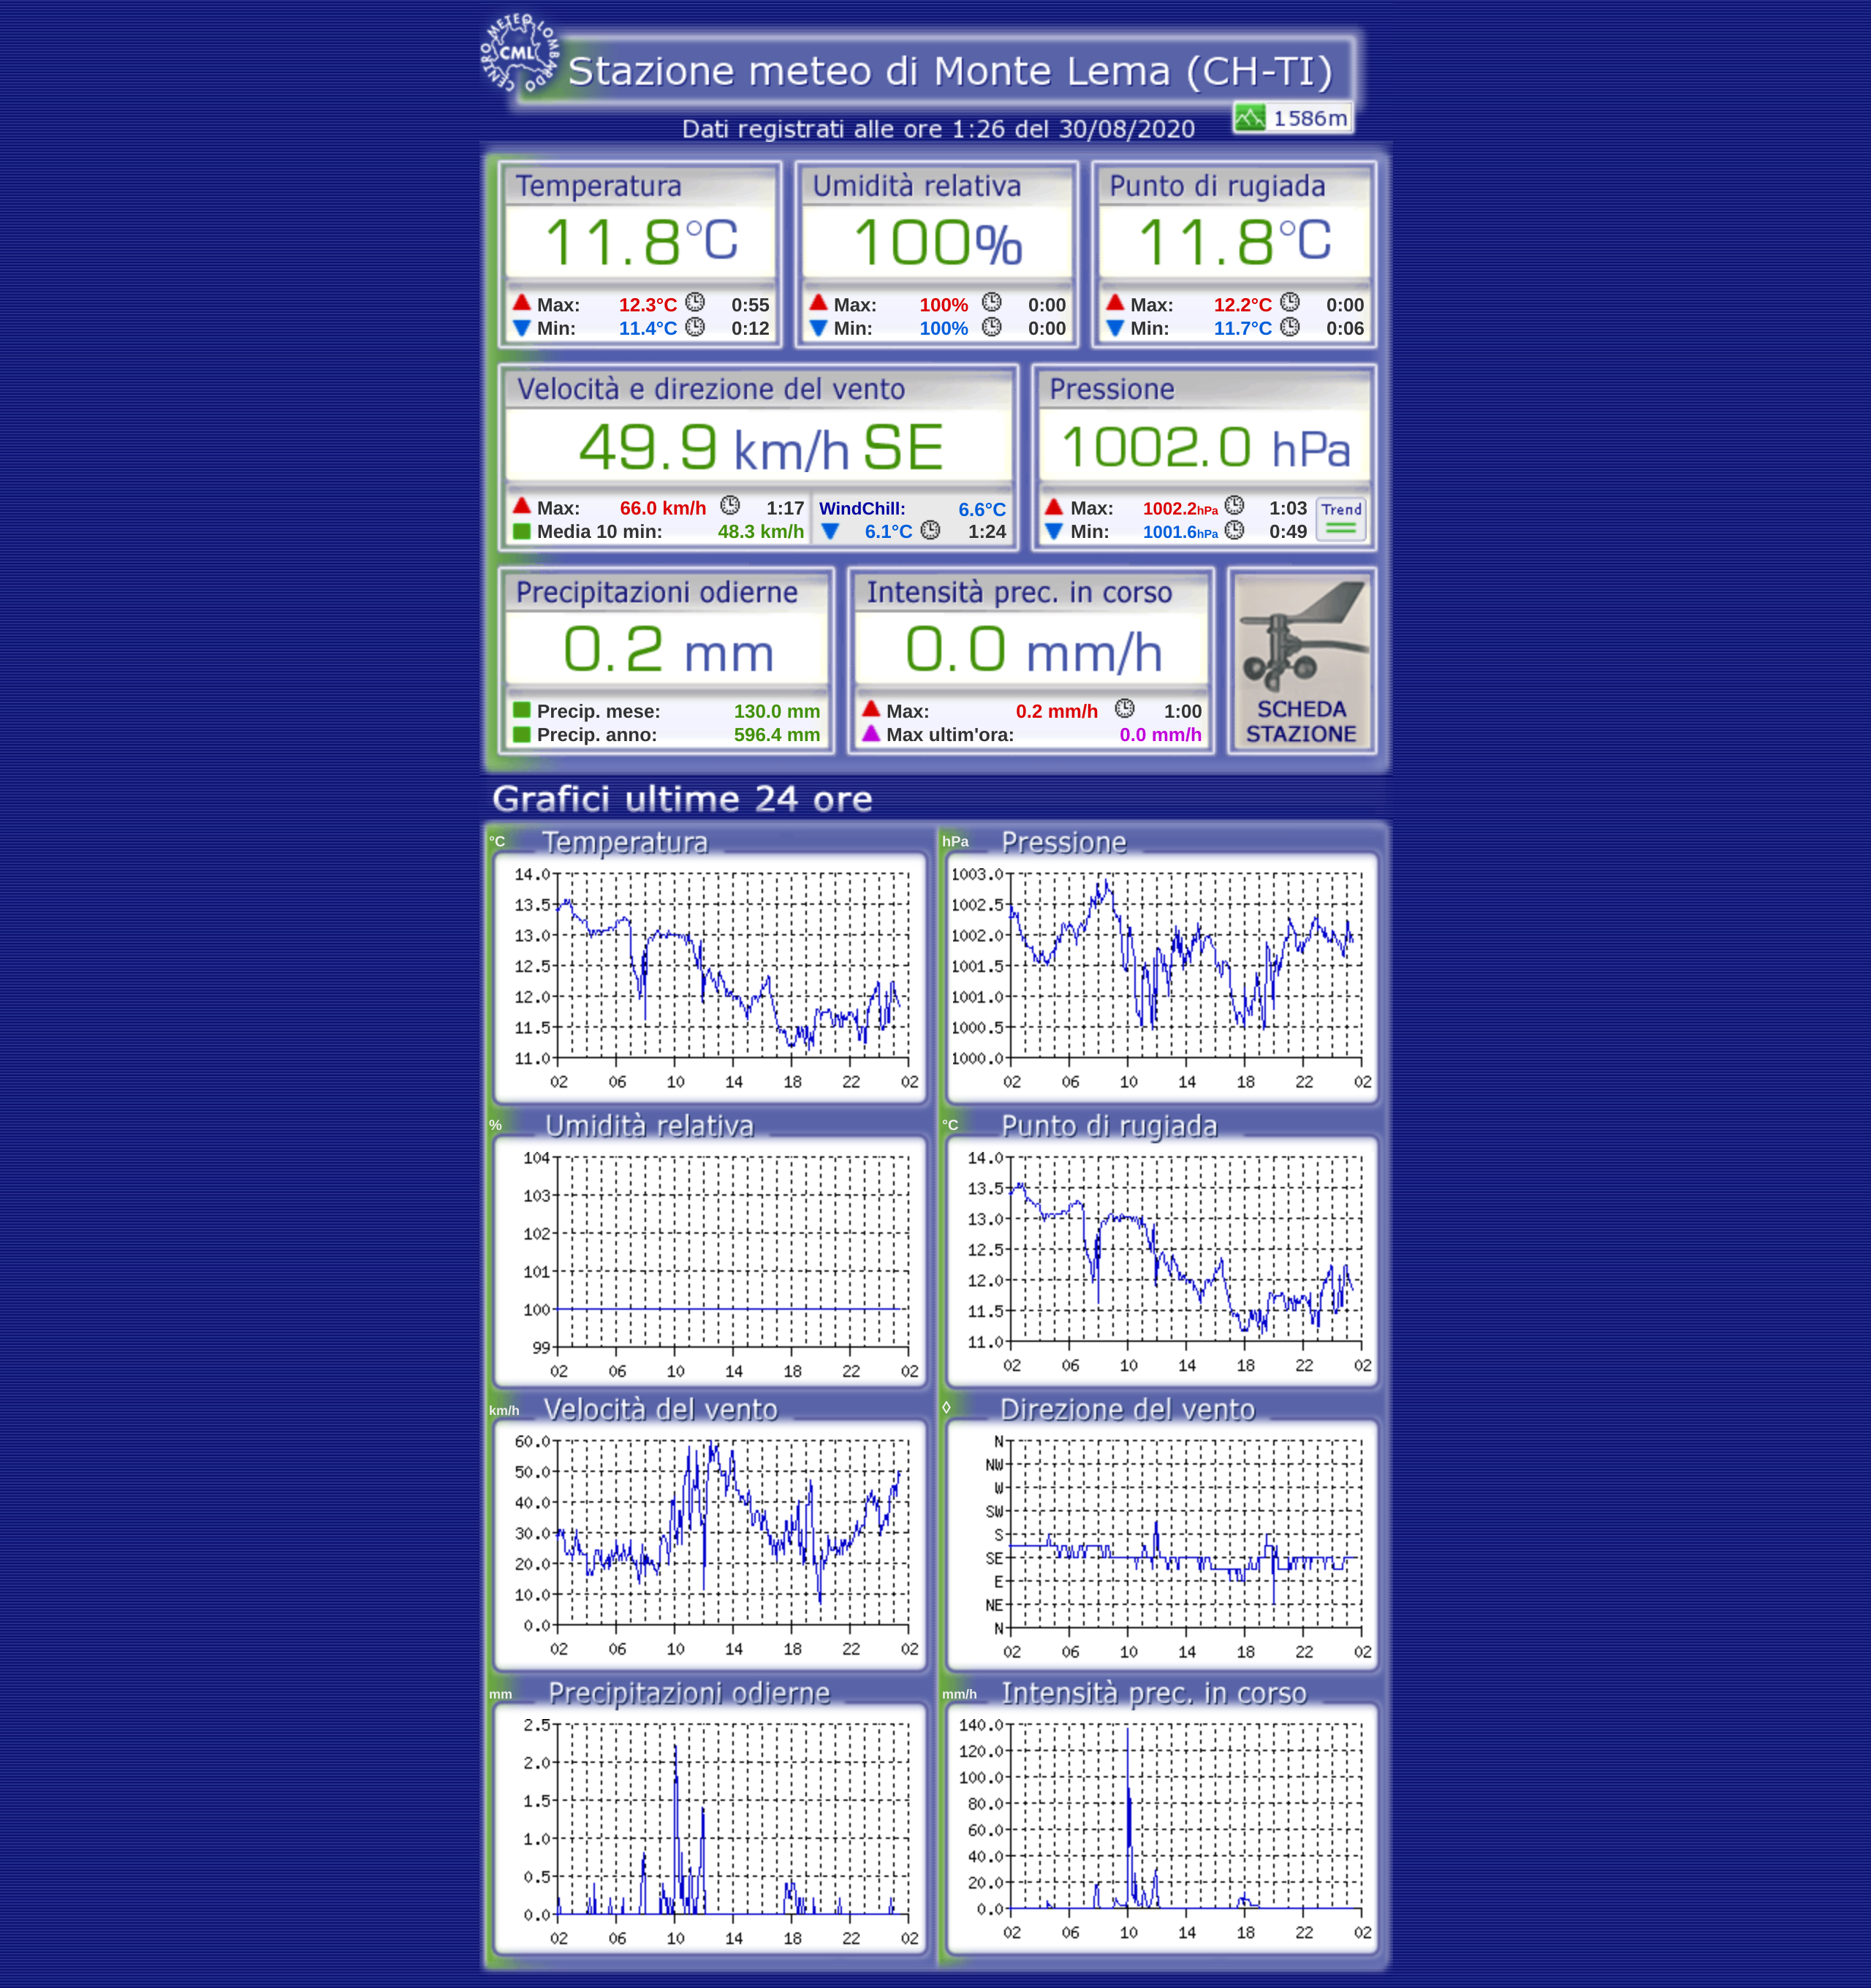 CENTRO METEO LOMBARDO
CML
Stazione meteo di Monte Lema (CH-TI)
1586m
Dati registrati alle ore 1:26 del 30/08/2020
Temperatura
11.8°C
Max: 12.3°C 0:55
Min: 11.4°C 0:12
Umidità relativa
100%
Max: 100% 0:00
Min: 100% 0:00
Punto di rugiada
11.8°C
Max: 12.2°C 0:00
Min: 11.7°C 0:06
Velocità e direzione del vento
49.9 km/h SE
Max: 66.0 km/h 1:17
Media 10 min: 48.3 km/h
WindChill: 6.6°C
6.1°C 1:24
Pressione
1002.0 hPa
Max: 1002.2hPa 1:03
Min: 1001.6hPa 0:49
Trend
Precipitazioni odierne
0.2 mm
Precip. mese: 130.0 mm
Precip. anno: 596.4 mm
Intensità prec. in corso
0.0 mm/h
Max: 0.2 mm/h 1:00
Max ultim'ora: 0.0 mm/h
SCHEDA
STAZIONE
Grafici ultime 24 ore
°C Temperatura
14.0
13.5
13.0
12.5
12.0
11.5
11.0
02 06 10 14 18 22 02
hPa Pressione
1003.0
1002.5
1002.0
1001.5
1001.0
1000.5
1000.0
02 06 10 14 18 22 02
% Umidità relativa
104
103
102
101
100
99
02 06 10 14 18 22 02
°C Punto di rugiada
14.0
13.5
13.0
12.5
12.0
11.5
11.0
02 06 10 14 18 22 02
km/h Velocità del vento
60.0
50.0
40.0
30.0
20.0
10.0
0.0
02 06 10 14 18 22 02
◊ Direzione del vento
N
NW
W
SW
S
SE
E
NE
N
02 06 10 14 18 22 02
mm Precipitazioni odierne
2.5
2.0
1.5
1.0
0.5
0.0
02 06 10 14 18 22 02
mm/h Intensità prec. in corso
140.0
120.0
100.0
80.0
60.0
40.0
20.0
0.0
02 06 10 14 18 22 02